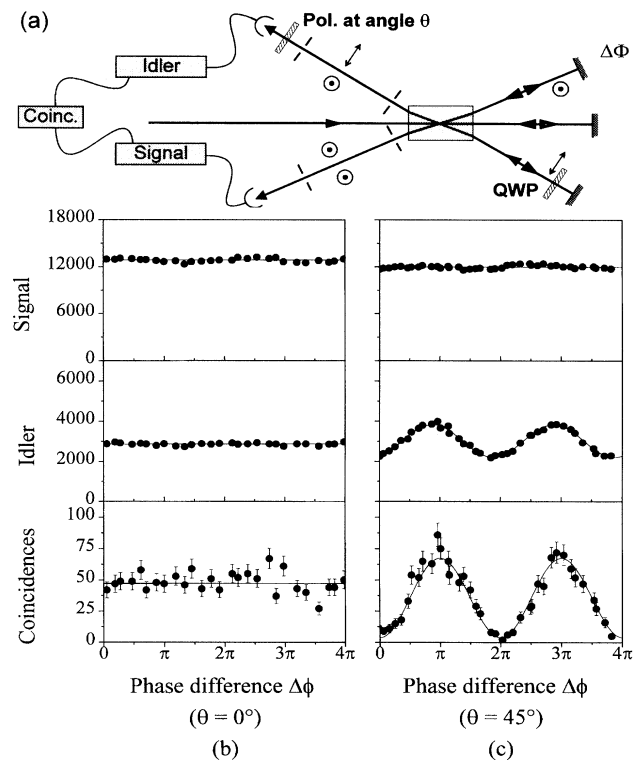 (a)
Pol. at angle θ
ΔΦ
Idler
Coinc.
Signal
QWP
18000
12000
6000
0
Signal
6000
4000
2000
0
Idler
100
75
50
25
0
Coincidences
0 π 2π 3π 4π
0 π 2π 3π 4π
Phase difference Δϕ
Phase difference Δϕ
(θ = 0°)
(θ = 45°)
(b)
(c)